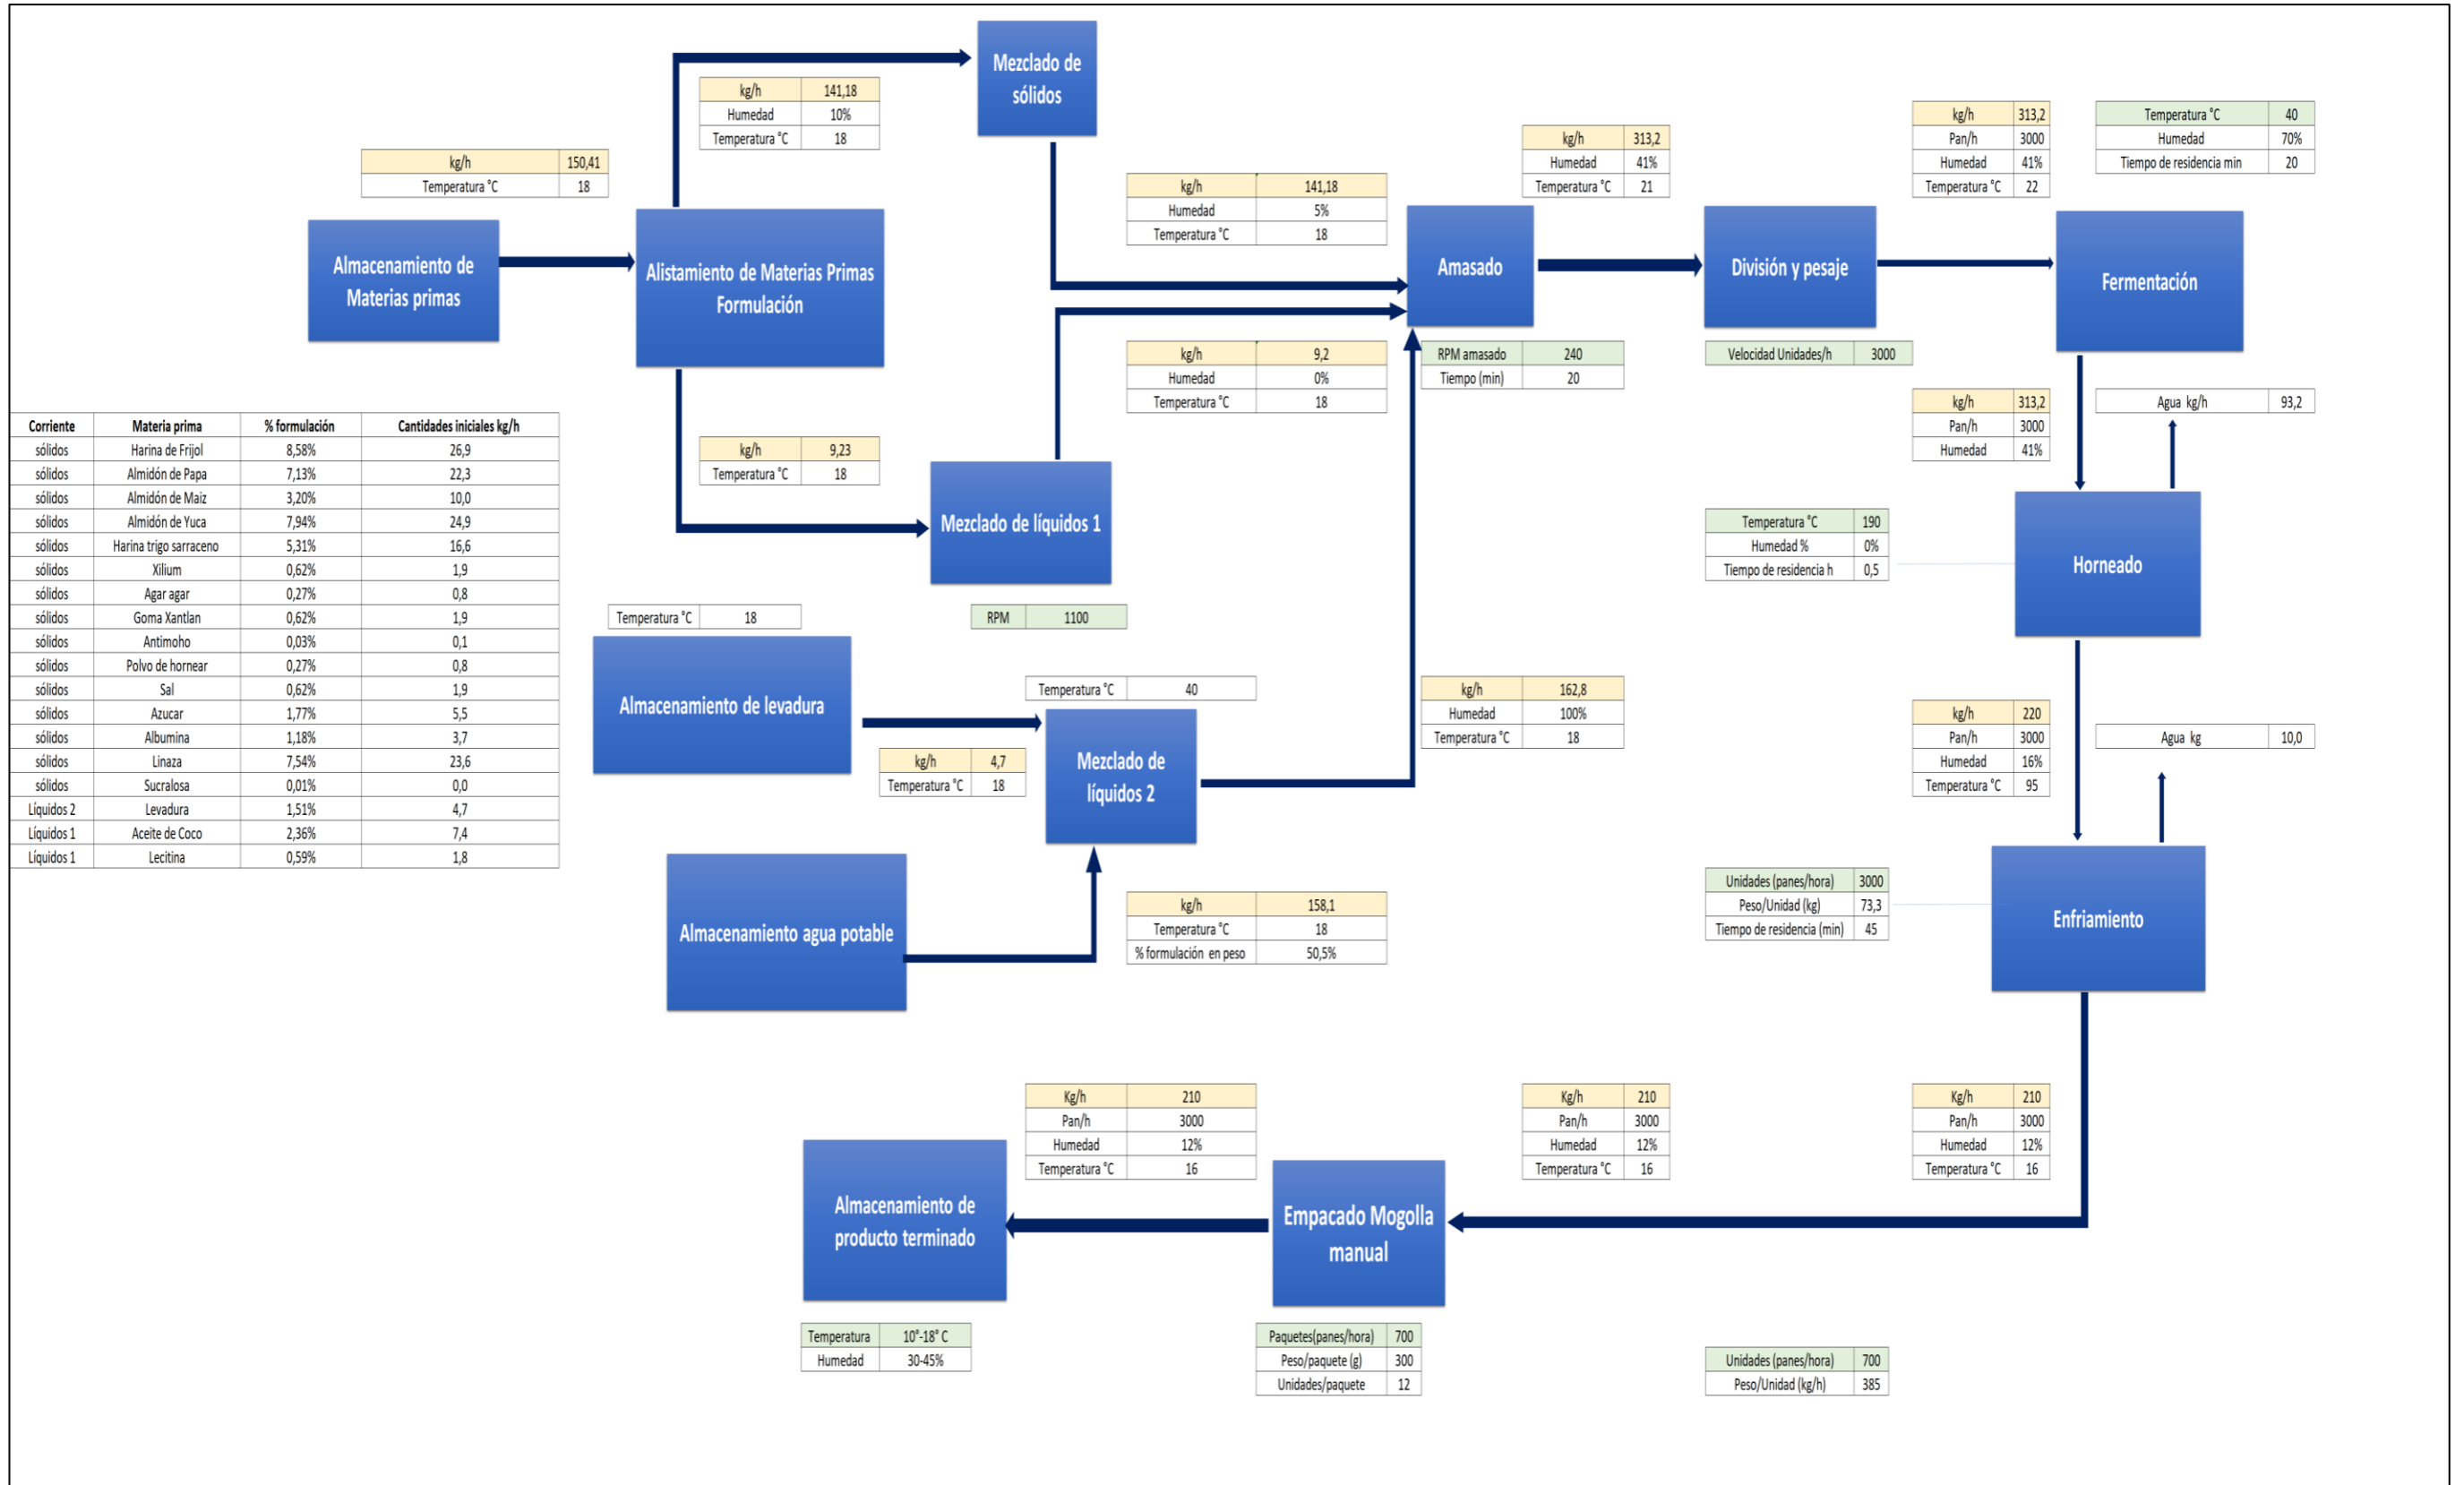 Mezclado de
sólidos
kg/h 141,18
Humedad 10%
Temperatura °C 18
kg/h 150,41
Temperatura °C 18
Almacenamiento de
Materias primas
Alistamiento de Materias Primas
Formulación
kg/h 141,18
Humedad 5%
Temperatura °C 18
kg/h 313,2
Humedad 41%
Temperatura °C 21
kg/h 313,2
Pan/h 3000
Humedad 41%
Temperatura °C 22
Temperatura °C 40
Humedad 70%
Tiempo de residencia min 20
Amasado
División y pesaje
Fermentación
kg/h 9,2
Humedad 0%
Temperatura °C 18
RPM amasado 240
Tiempo (min) 20
Velocidad Unidades/h 3000
kg/h 313,2
Pan/h 3000
Humedad 41%
Agua kg/h 93,2
Corriente Materia prima % formulación Cantidades iniciales kg/h
sólidos Harina de Frijol 8,58% 26,9
sólidos Almidón de Papa 7,13% 22,3
sólidos Almidón de Maiz 3,20% 10,0
sólidos Almidón de Yuca 7,94% 24,9
sólidos Harina trigo sarraceno 5,31% 16,6
sólidos Xilium 0,62% 1,9
sólidos Agar agar 0,27% 0,8
sólidos Goma Xantlan 0,62% 1,9
sólidos Antimoho 0,03% 0,1
sólidos Polvo de hornear 0,27% 0,8
sólidos Sal 0,62% 1,9
sólidos Azucar 1,77% 5,5
sólidos Albumina 1,18% 3,7
sólidos Linaza 7,54% 23,6
sólidos Sucralosa 0,01% 0,0
Líquidos 2 Levadura 1,51% 4,7
Líquidos 1 Aceite de Coco 2,36% 7,4
Líquidos 1 Lecitina 0,59% 1,8
kg/h 9,23
Temperatura °C 18
Mezclado de líquidos 1
RPM 1100
Temperatura °C 190
Humedad % 0%
Tiempo de residencia h 0,5
Horneado
Temperatura °C 18
Almacenamiento de levadura
kg/h 4,7
Temperatura °C 18
Temperatura °C 40
Mezclado de
líquidos 2
kg/h 162,8
Humedad 100%
Temperatura °C 18
kg/h 220
Pan/h 3000
Humedad 16%
Temperatura °C 95
Agua kg 10,0
Almacenamiento agua potable
kg/h 158,1
Temperatura °C 18
% formulación en peso 50,5%
Unidades (panes/hora) 3000
Peso/Unidad (kg) 73,3
Tiempo de residencia (min) 45
Enfriamiento
Kg/h 210
Pan/h 3000
Humedad 12%
Temperatura °C 16
Kg/h 210
Pan/h 3000
Humedad 12%
Temperatura °C 16
Kg/h 210
Pan/h 3000
Humedad 12%
Temperatura °C 16
Almacenamiento de
producto terminado
Empacado Mogolla
manual
Temperatura 10°-18° C
Humedad 30-45%
Paquetes(panes/hora) 700
Peso/paquete (g) 300
Unidades/paquete 12
Unidades (panes/hora) 700
Peso/Unidad (kg/h) 385